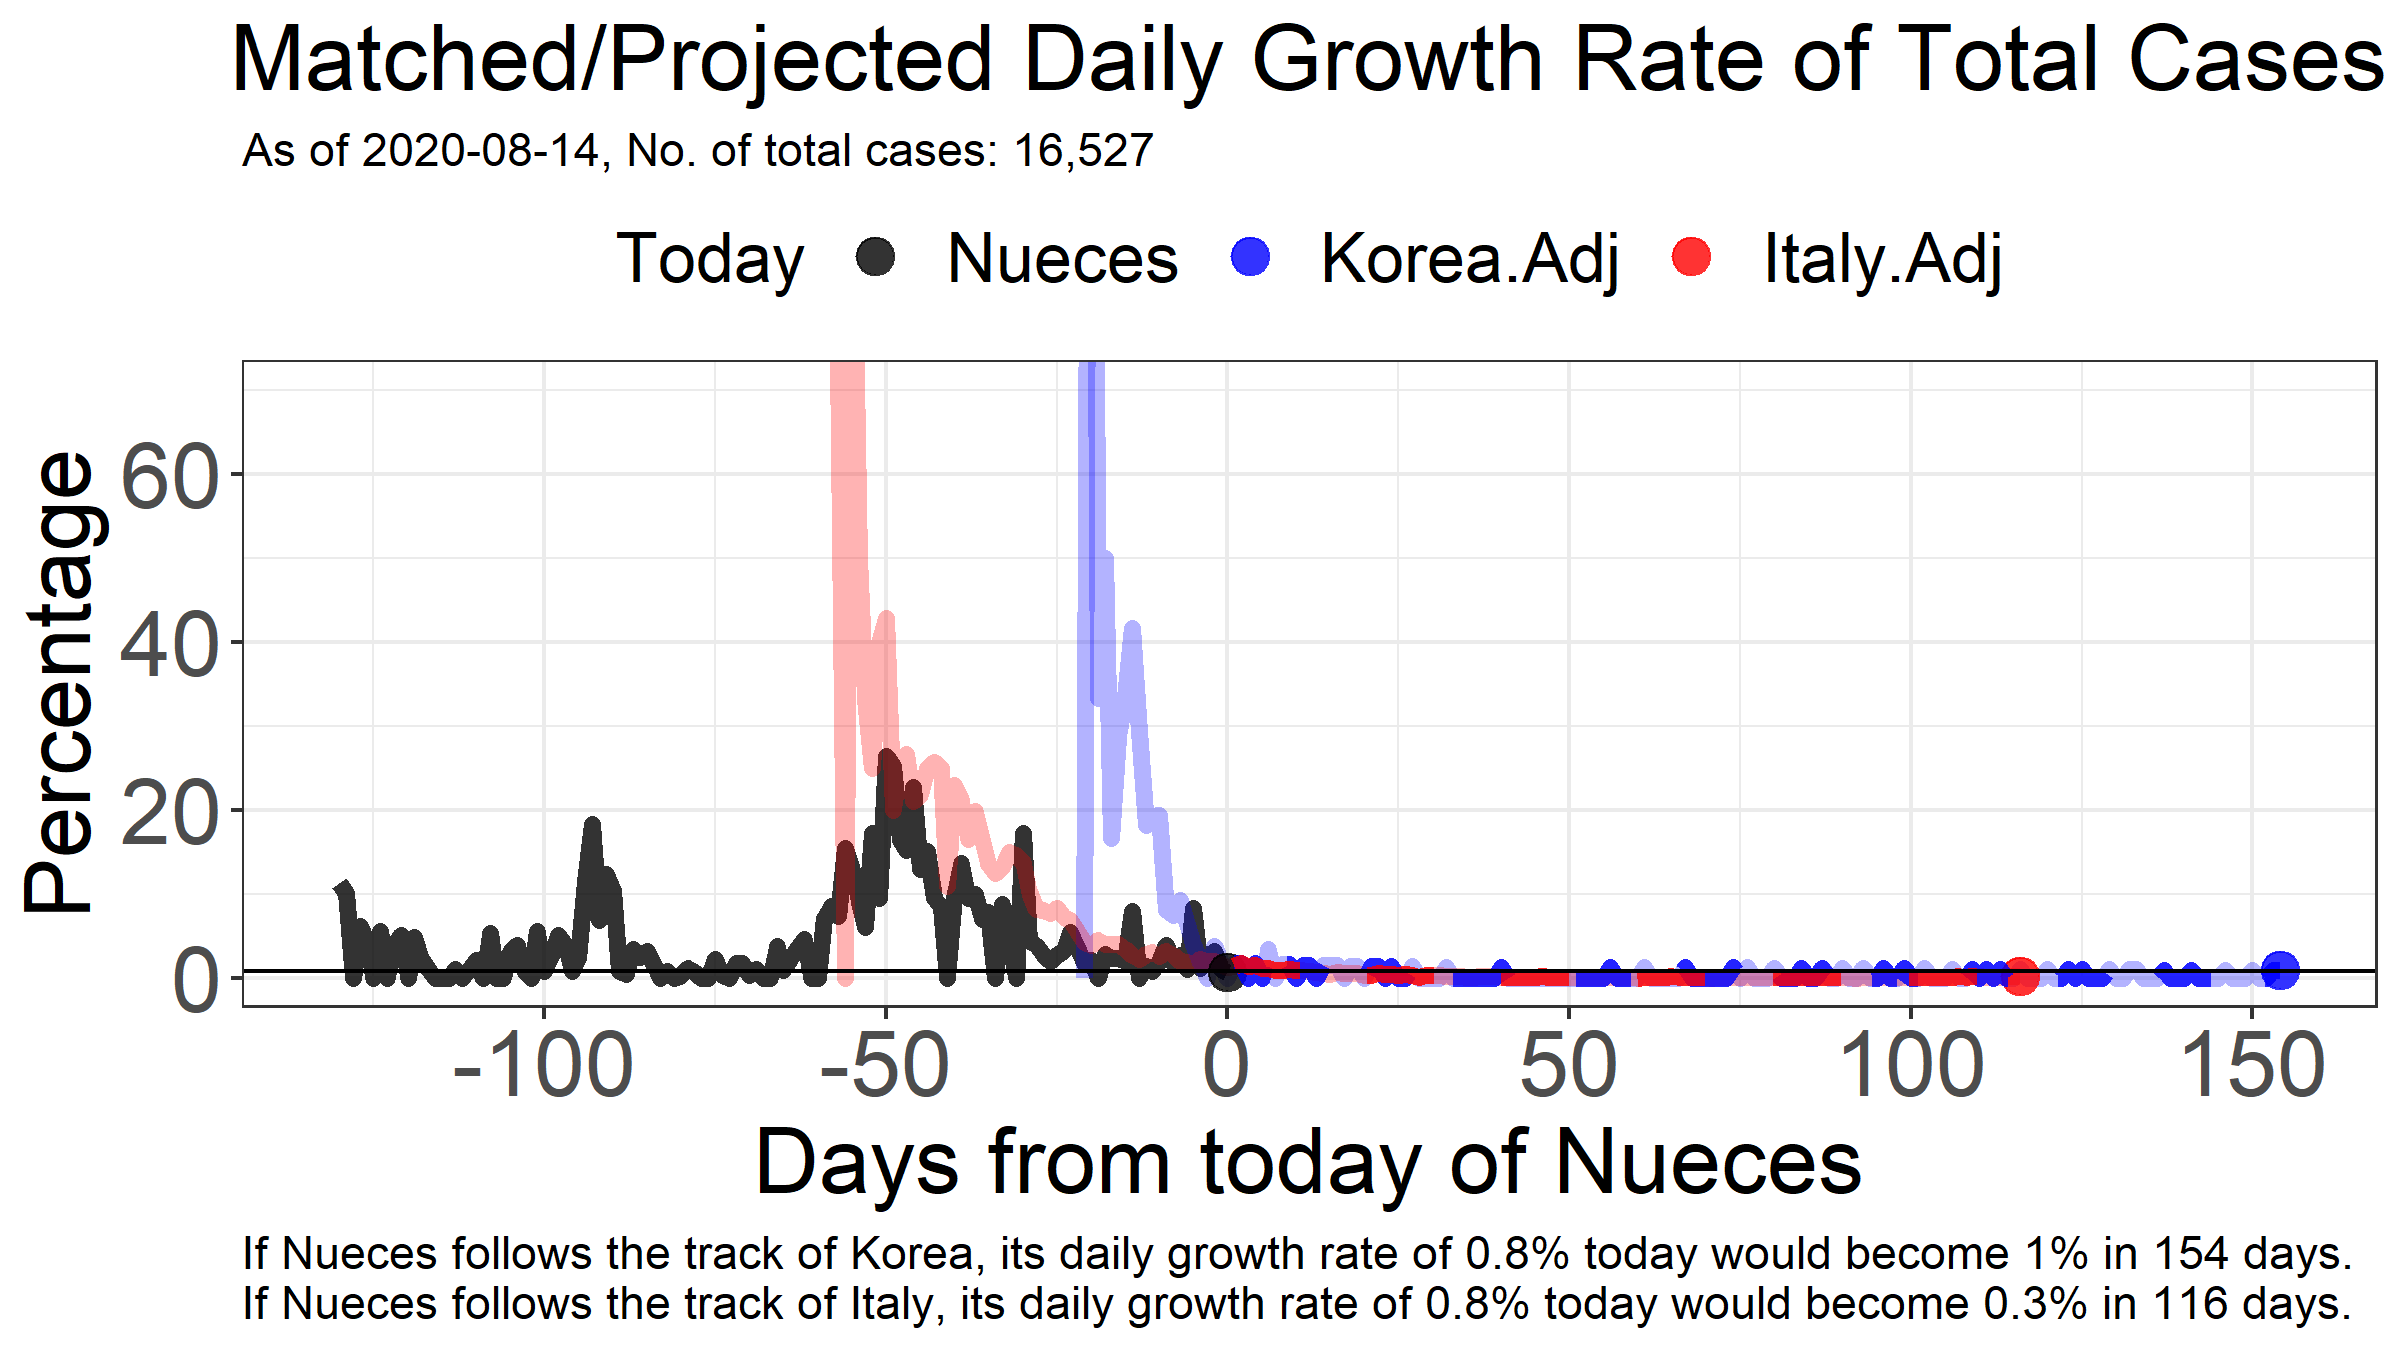 Matched/Projected Daily Growth Rate of Total Cases
As of 2020-08-14, No. of total cases: 16,527
Today Nueces Korea.Adj Italy.Adj
Percentage
60
40
20
0
-100 -50 0 50 100 150
Days from today of Nueces
If Nueces follows the track of Korea, its daily growth rate of 0.8% today would become 1% in 154 days.
If Nueces follows the track of Italy, its daily growth rate of 0.8% today would become 0.3% in 116 days.